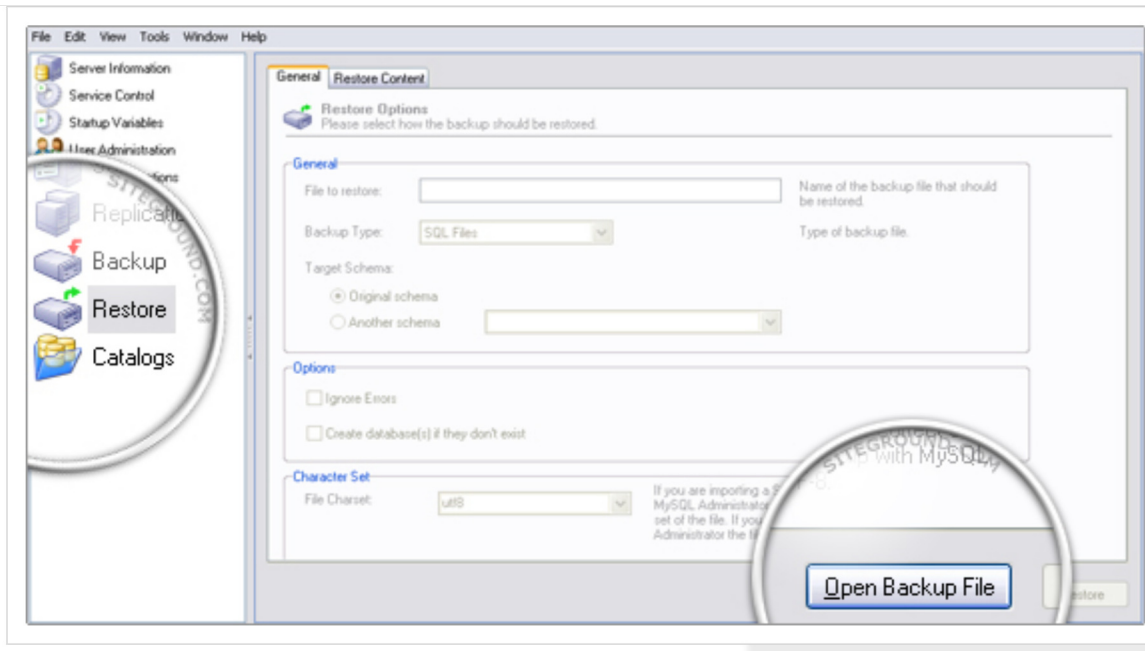 File Edit View Tools Window Help
Server Information
Service Control
Startup Variables
User Administration
SITEGROUND.COM
Backup
Restore
Catalogs
General Restore Content
Restore Options
Please select how the backup should be restored.
General
File to restore:
Name of the backup file that should
be restored.
Backup Type: SQL Files
Type of backup file.
Target Schema:
Original schema
Another schema
Options
Ignore Errors
Create database(s) if they don't exist
Character Set
File Charset: utf8
If you are importing a
MySQL Administrator
set of the file. If you
Administrator the
with MySQL
Open Backup File